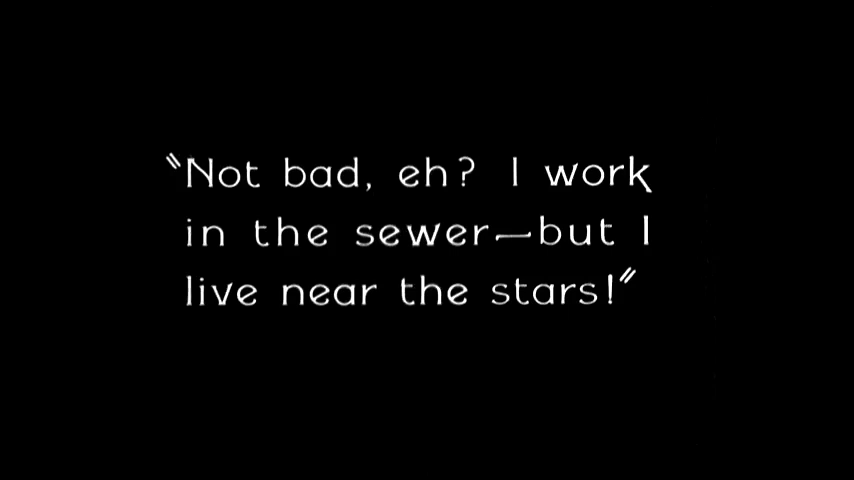 "Not bad, eh? I work
in the sewer—but I
live near the stars!"